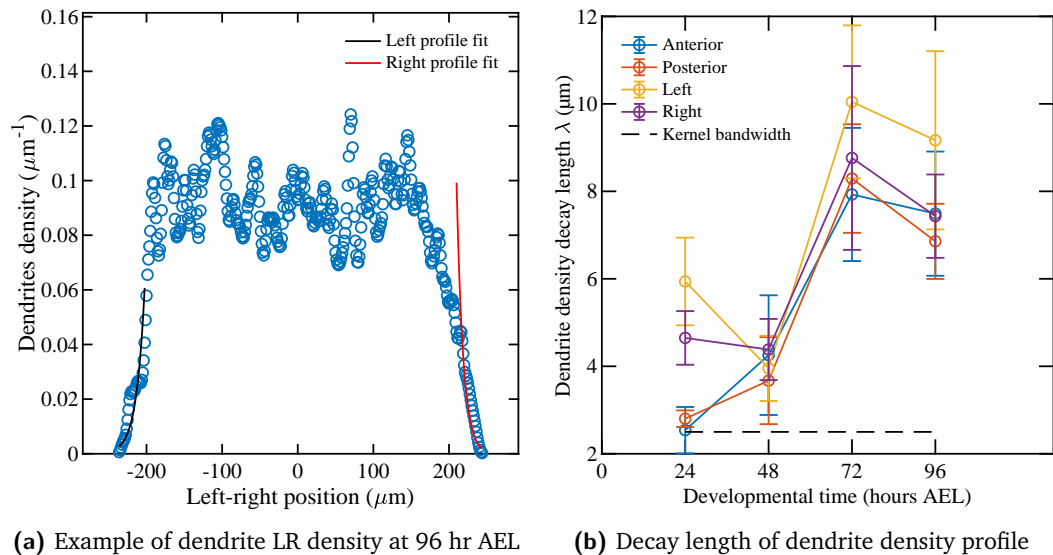 0.16
0.14
0.12
0.1
0.08
0.06
0.04
0.02
0
Dendrites density (μm⁻¹)
Left profile fit
Right profile fit
-200
-100
0
100
200
Left-right position (μm)
(a) Example of dendrite LR density at 96 hr AEL
12
10
8
6
4
2
Dendrite density decay length λ (μm)
Anterior
Posterior
Left
Right
Kernel bandwidth
0
24
48
72
96
Developmental time (hours AEL)
(b) Decay length of dendrite density profile